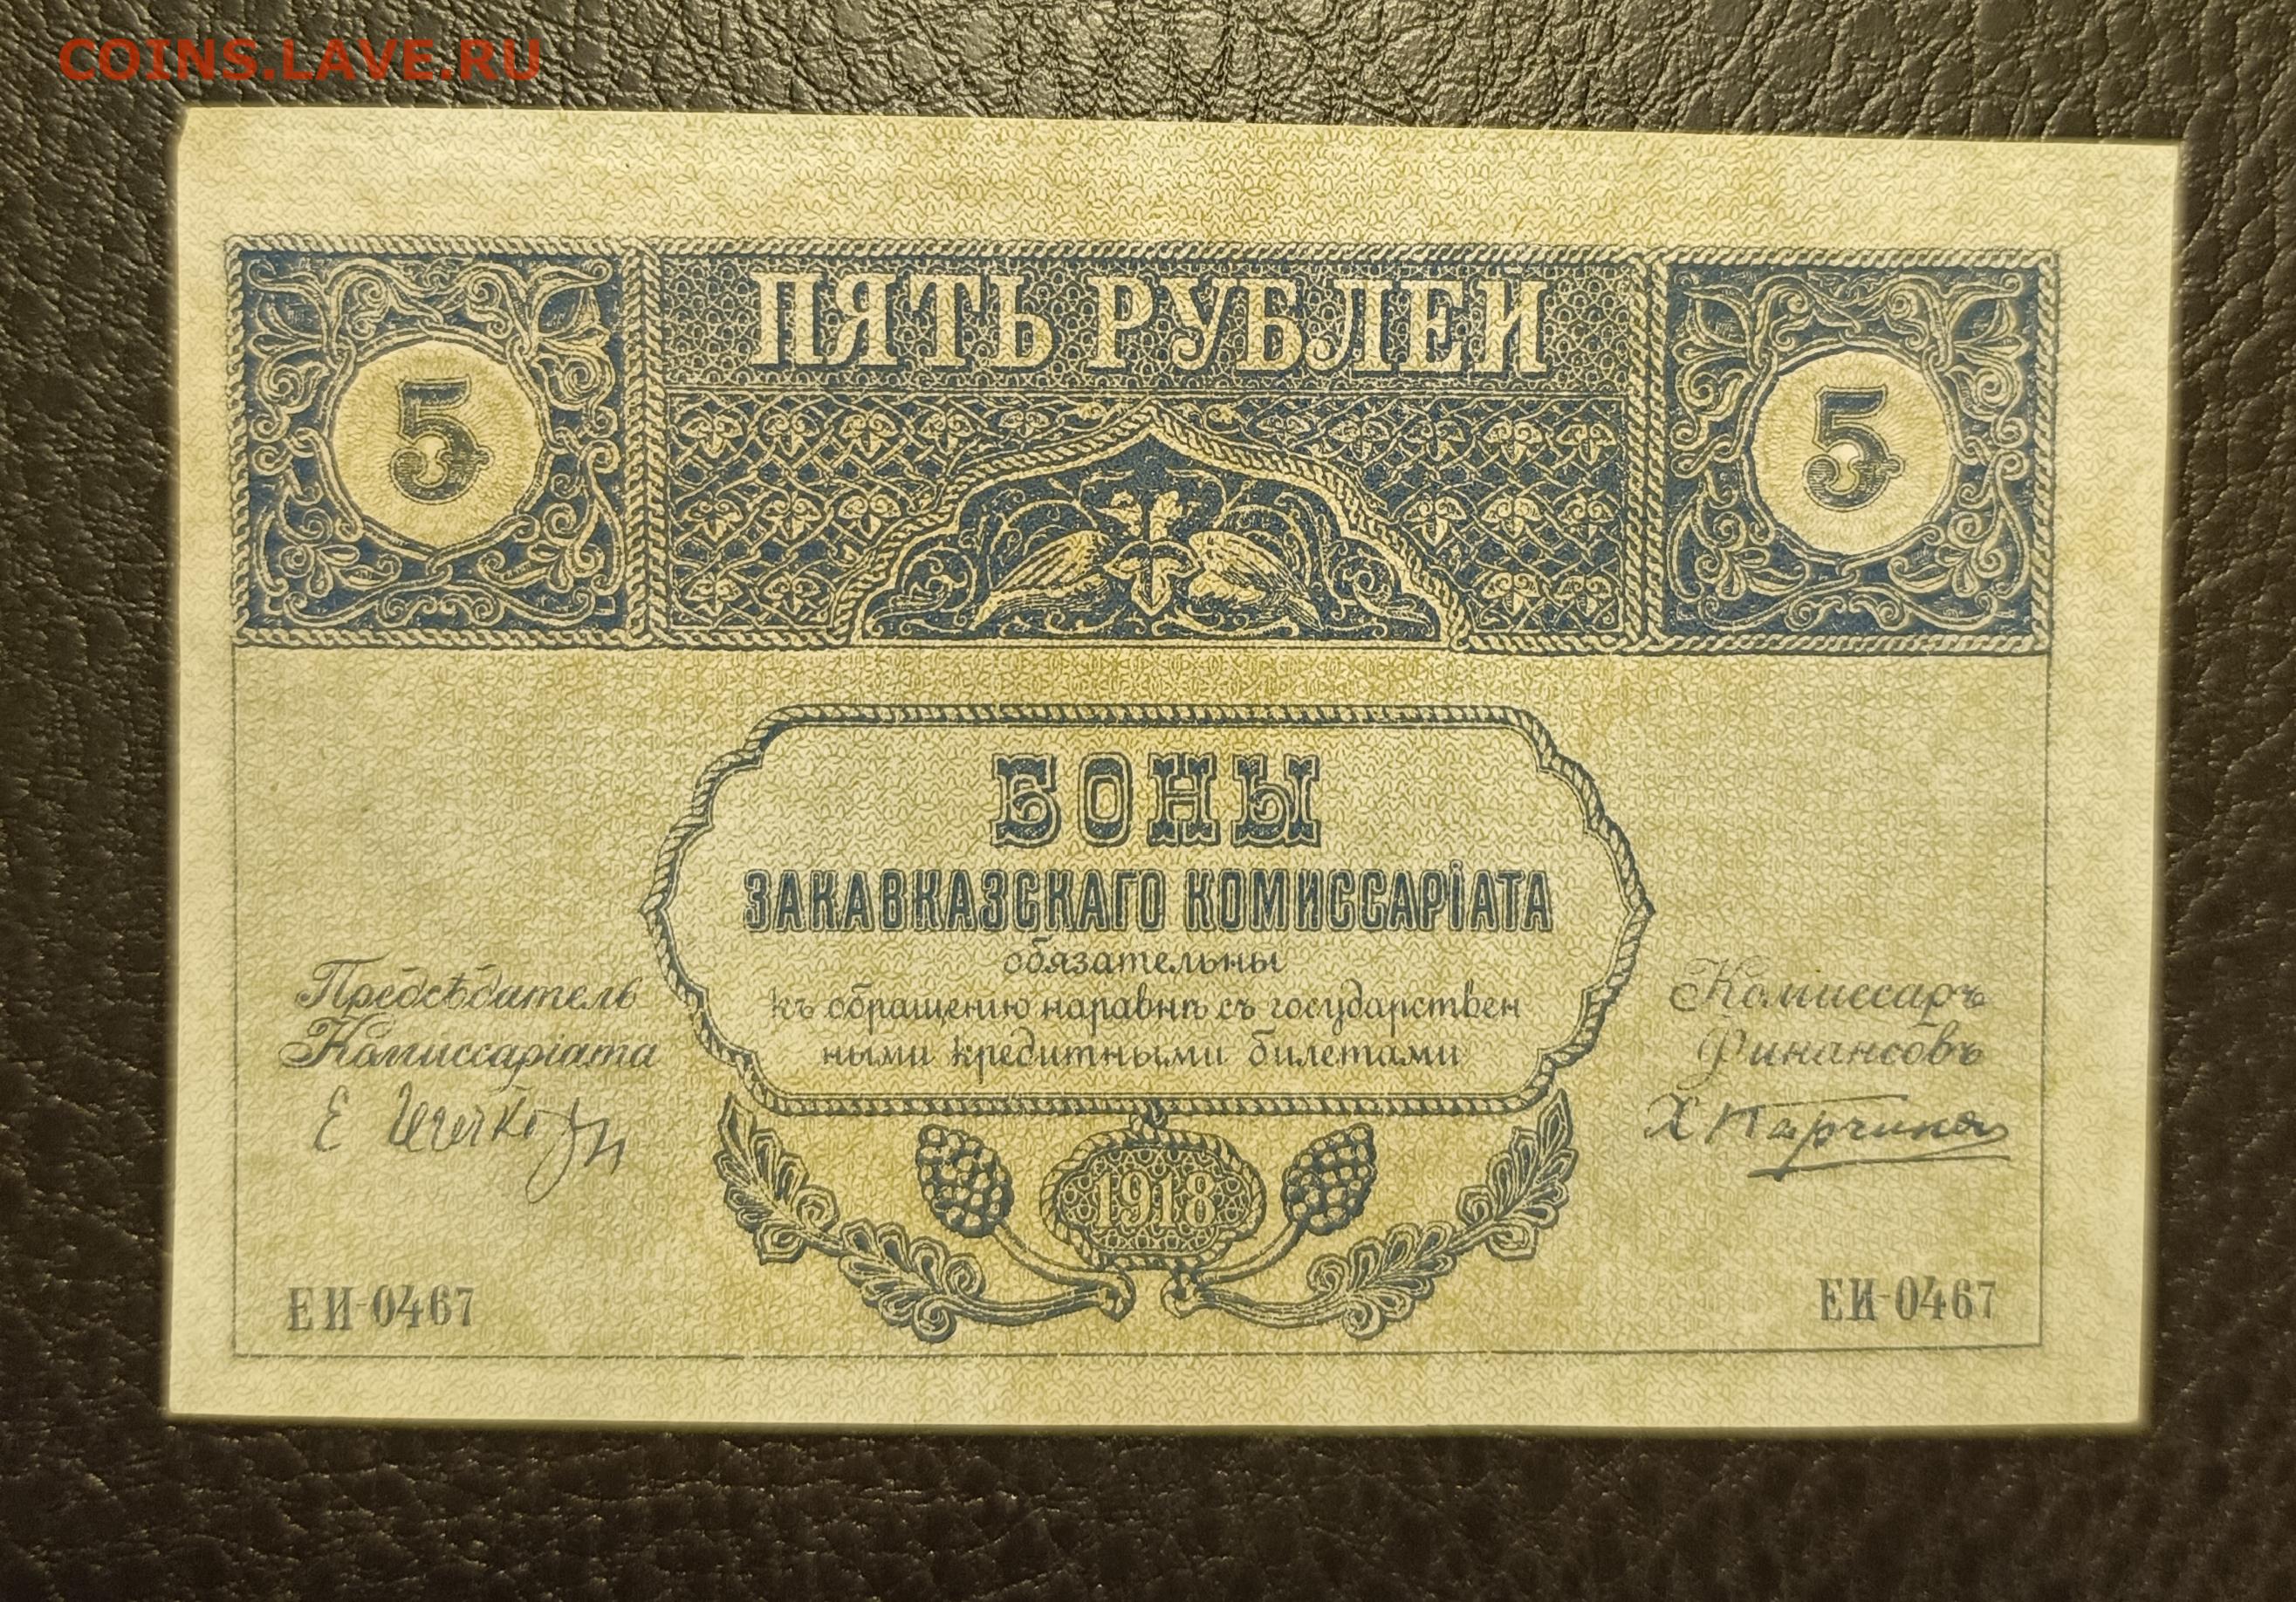 COINS.LAVE.RU
ПЯТЬ РУБЛЕЙ
5
5
БОНЫ
ЗАКАВКАЗСКАГО КОМИССАРІАТА
обязательны
къ обращенію наравнѣ съ государствен
ными кредитными билетами
Предсѣдатель
Комиссаріата
Е
Комиссаръ
Финансовъ
Х
1918
ЕИ-0467
ЕИ-0467